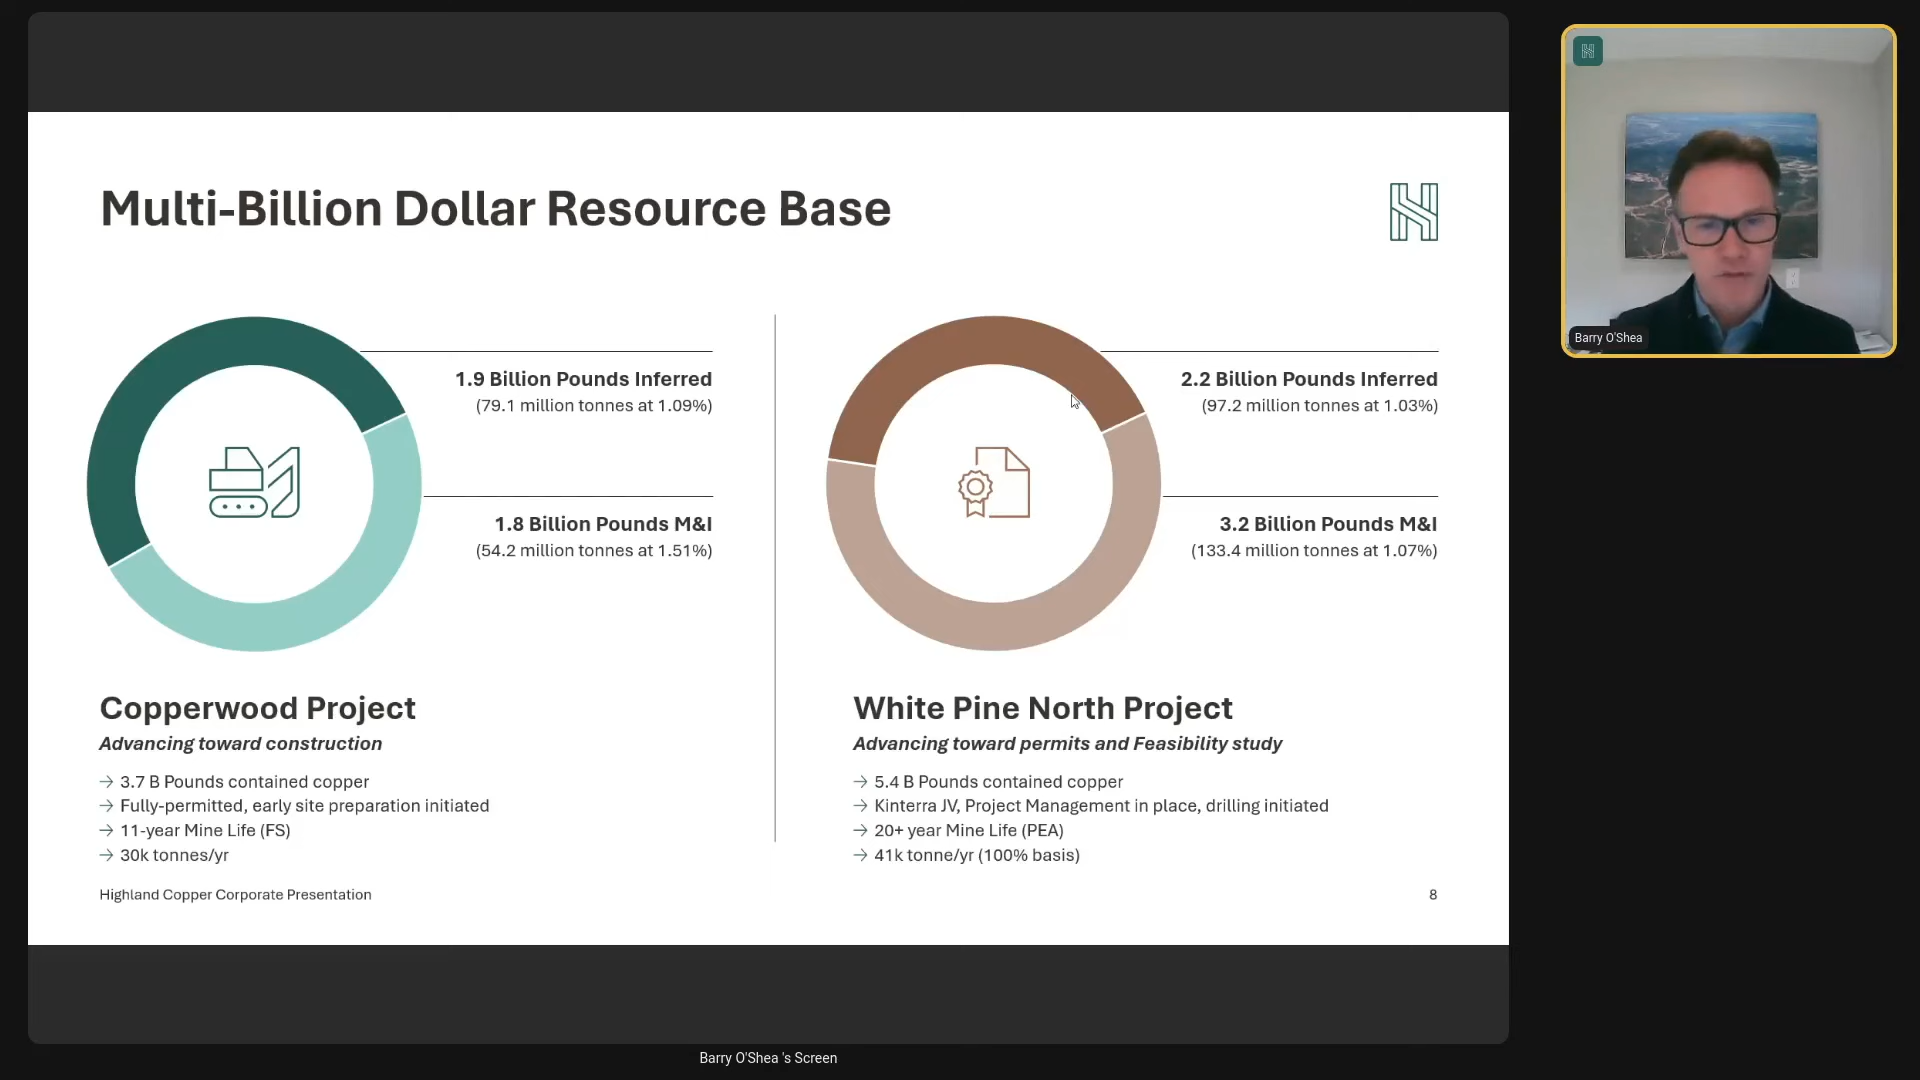 Multi-Billion Dollar Resource Base
1.9 Billion Pounds Inferred
(79.1 million tonnes at 1.09%)
1.8 Billion Pounds M&I
(54.2 million tonnes at 1.51%)
Copperwood Project
Advancing toward construction
→ 3.7 B Pounds contained copper
→ Fully-permitted, early site preparation initiated
→ 11-year Mine Life (FS)
→ 30k tonnes/yr
2.2 Billion Pounds Inferred
(97.2 million tonnes at 1.03%)
3.2 Billion Pounds M&I
(133.4 million tonnes at 1.07%)
White Pine North Project
Advancing toward permits and Feasibility study
→ 5.4 B Pounds contained copper
→ Kinterra JV, Project Management in place, drilling initiated
→ 20+ year Mine Life (PEA)
→ 41k tonne/yr (100% basis)
Highland Copper Corporate Presentation
8
Barry O'Shea
Barry O'Shea 's Screen